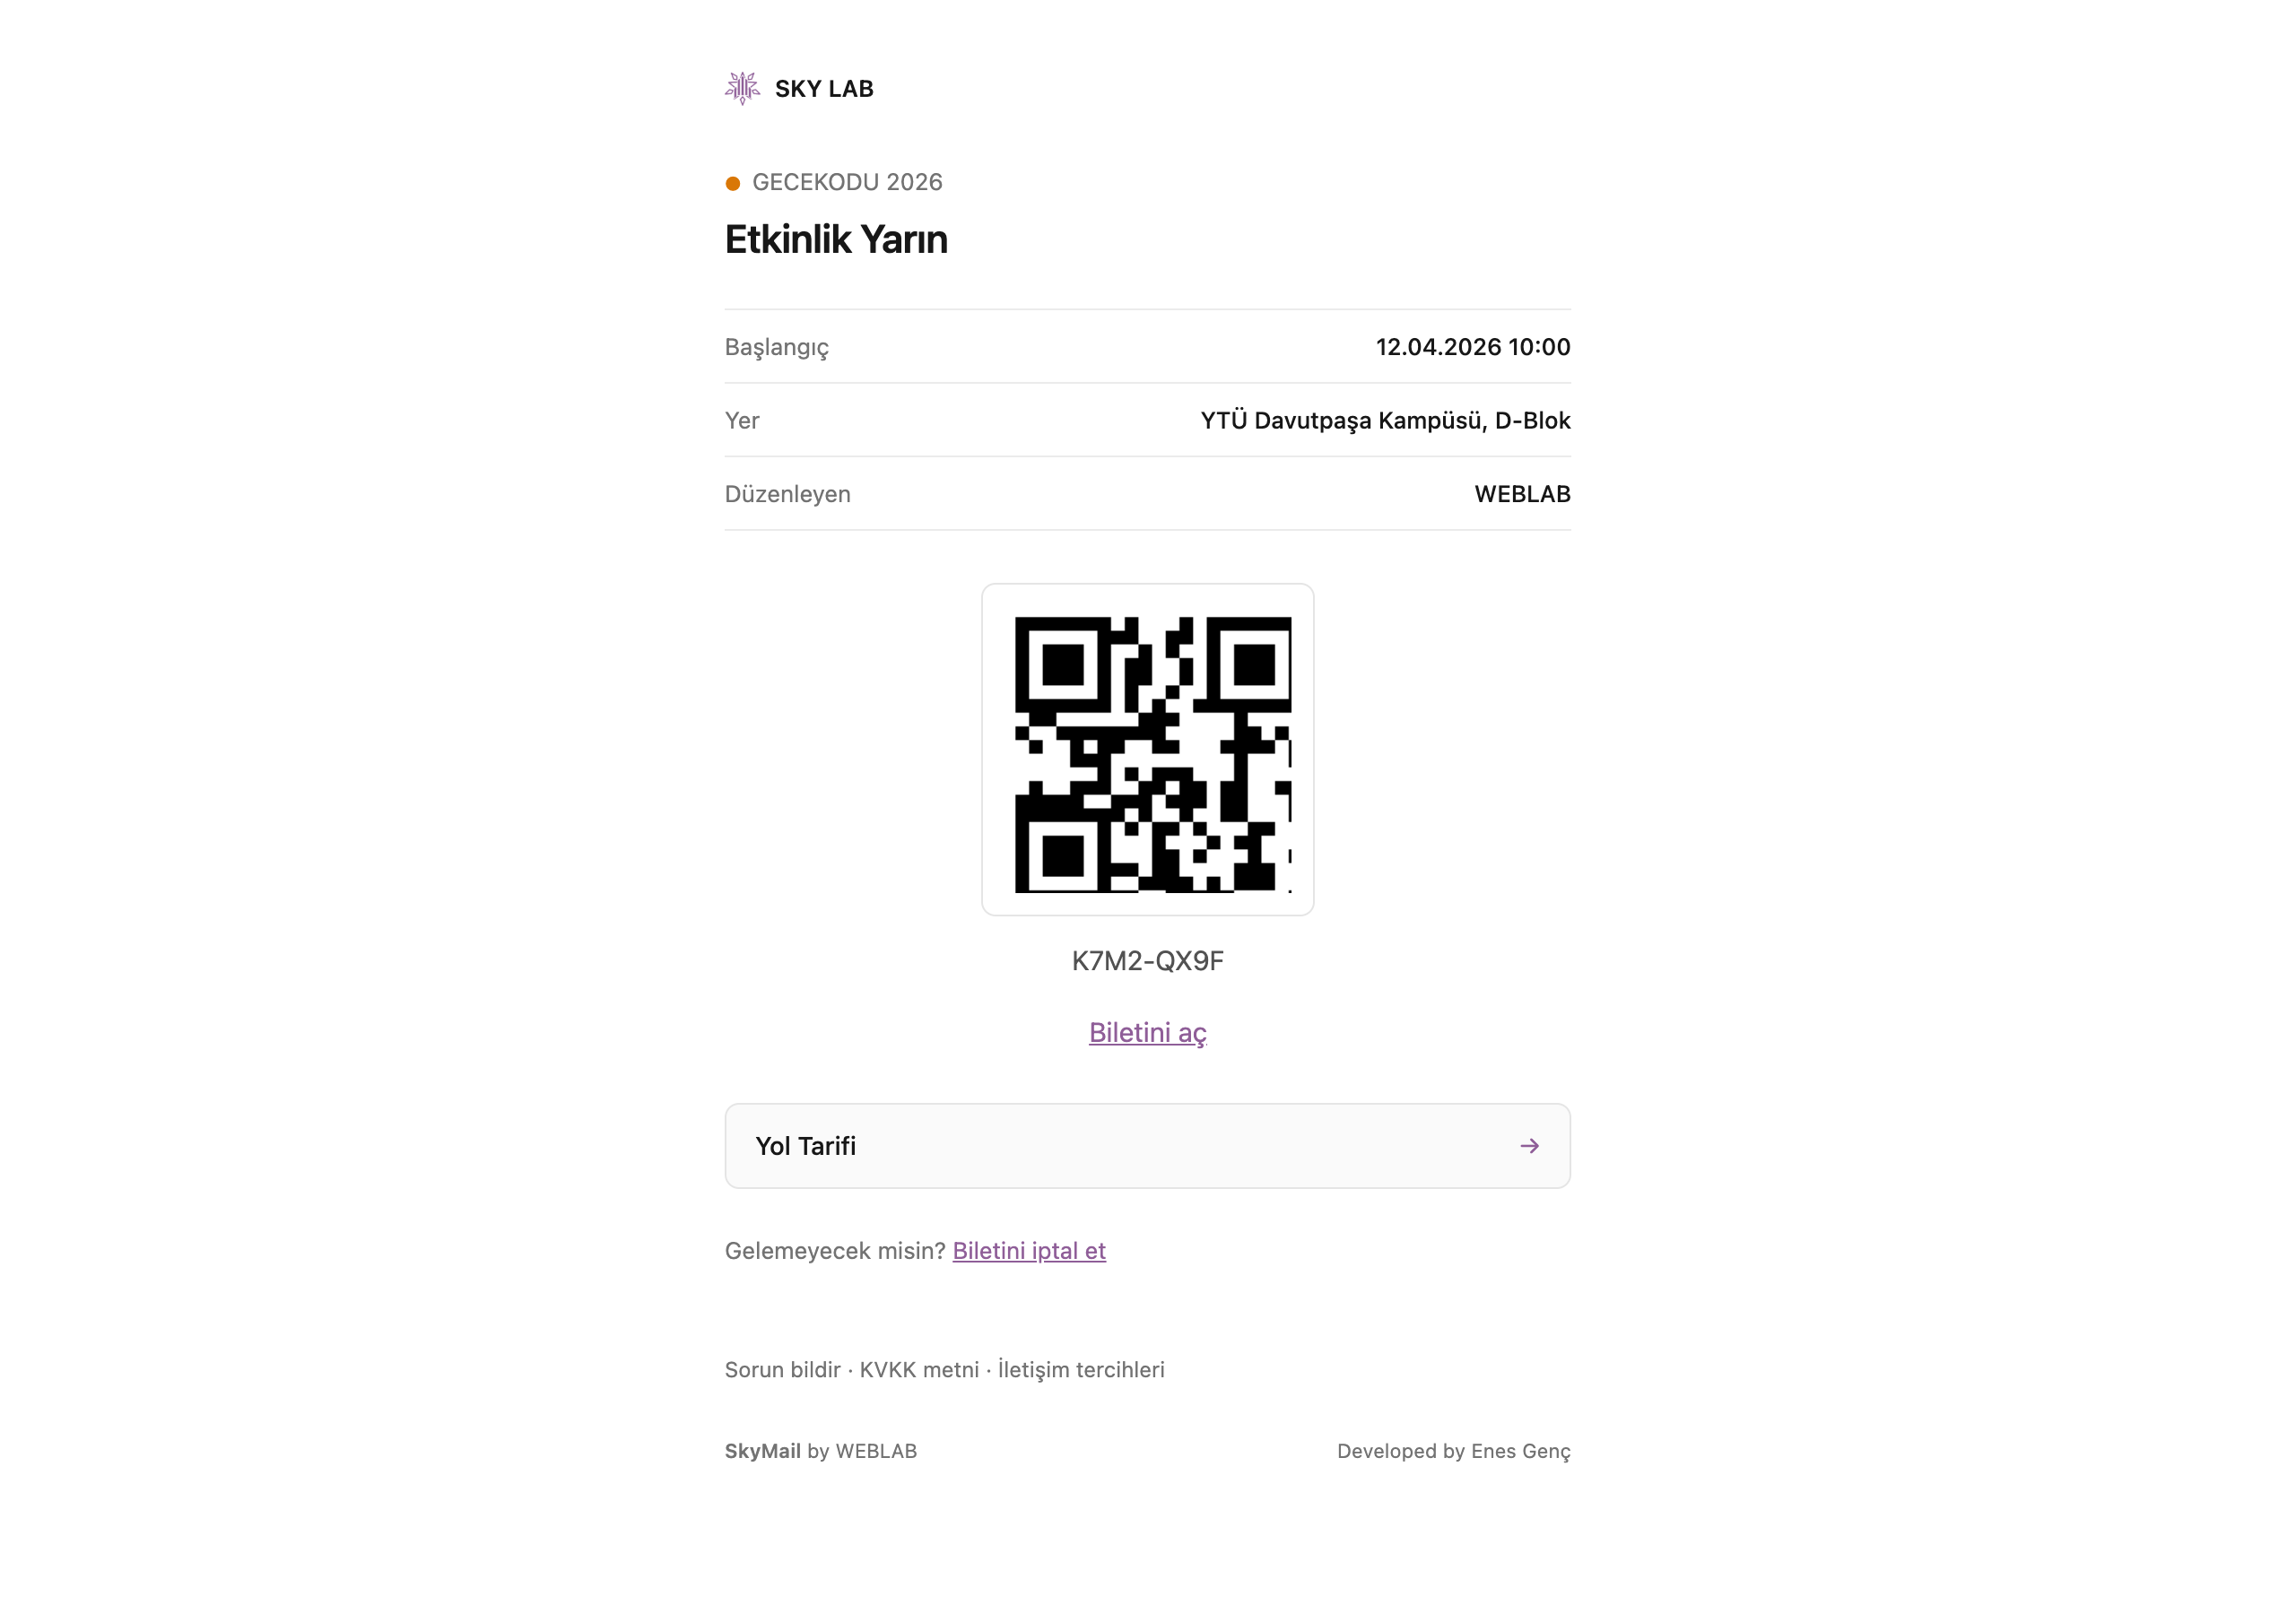 SKY LAB
GECEKODU 2026
Etkinlik Yarın
Başlangıç 12.04.2026 10:00
Yer YTÜ Davutpaşa Kampüsü, D-Blok
Düzenleyen WEBLAB
K7M2-QX9F
Biletini aç
Yol Tarifi →
Gelemeyecek misin? Biletini iptal et
Sorun bildir · KVKK metni · İletişim tercihleri
SkyMail by WEBLAB Developed by Enes Genç